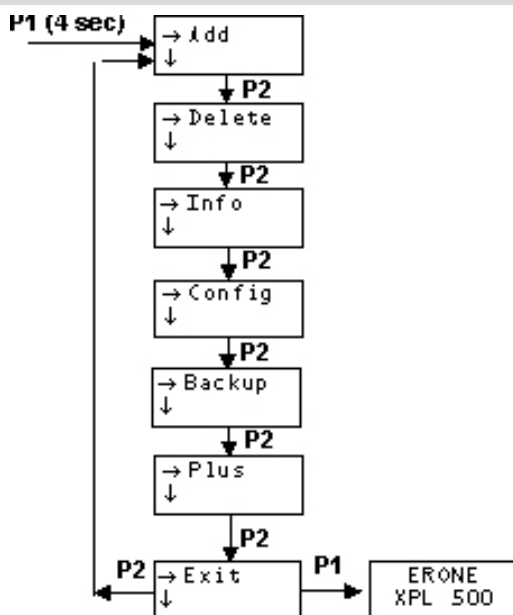 P1 (4 sec)
→ Add
↓
P2
→ Delete
↓
P2
→ Info
↓
P2
→ Config
↓
P2
→ Backup
↓
P2
→ Plus
↓
P2
P2
→ Exit
↓
P1
ERONE
XPL 500